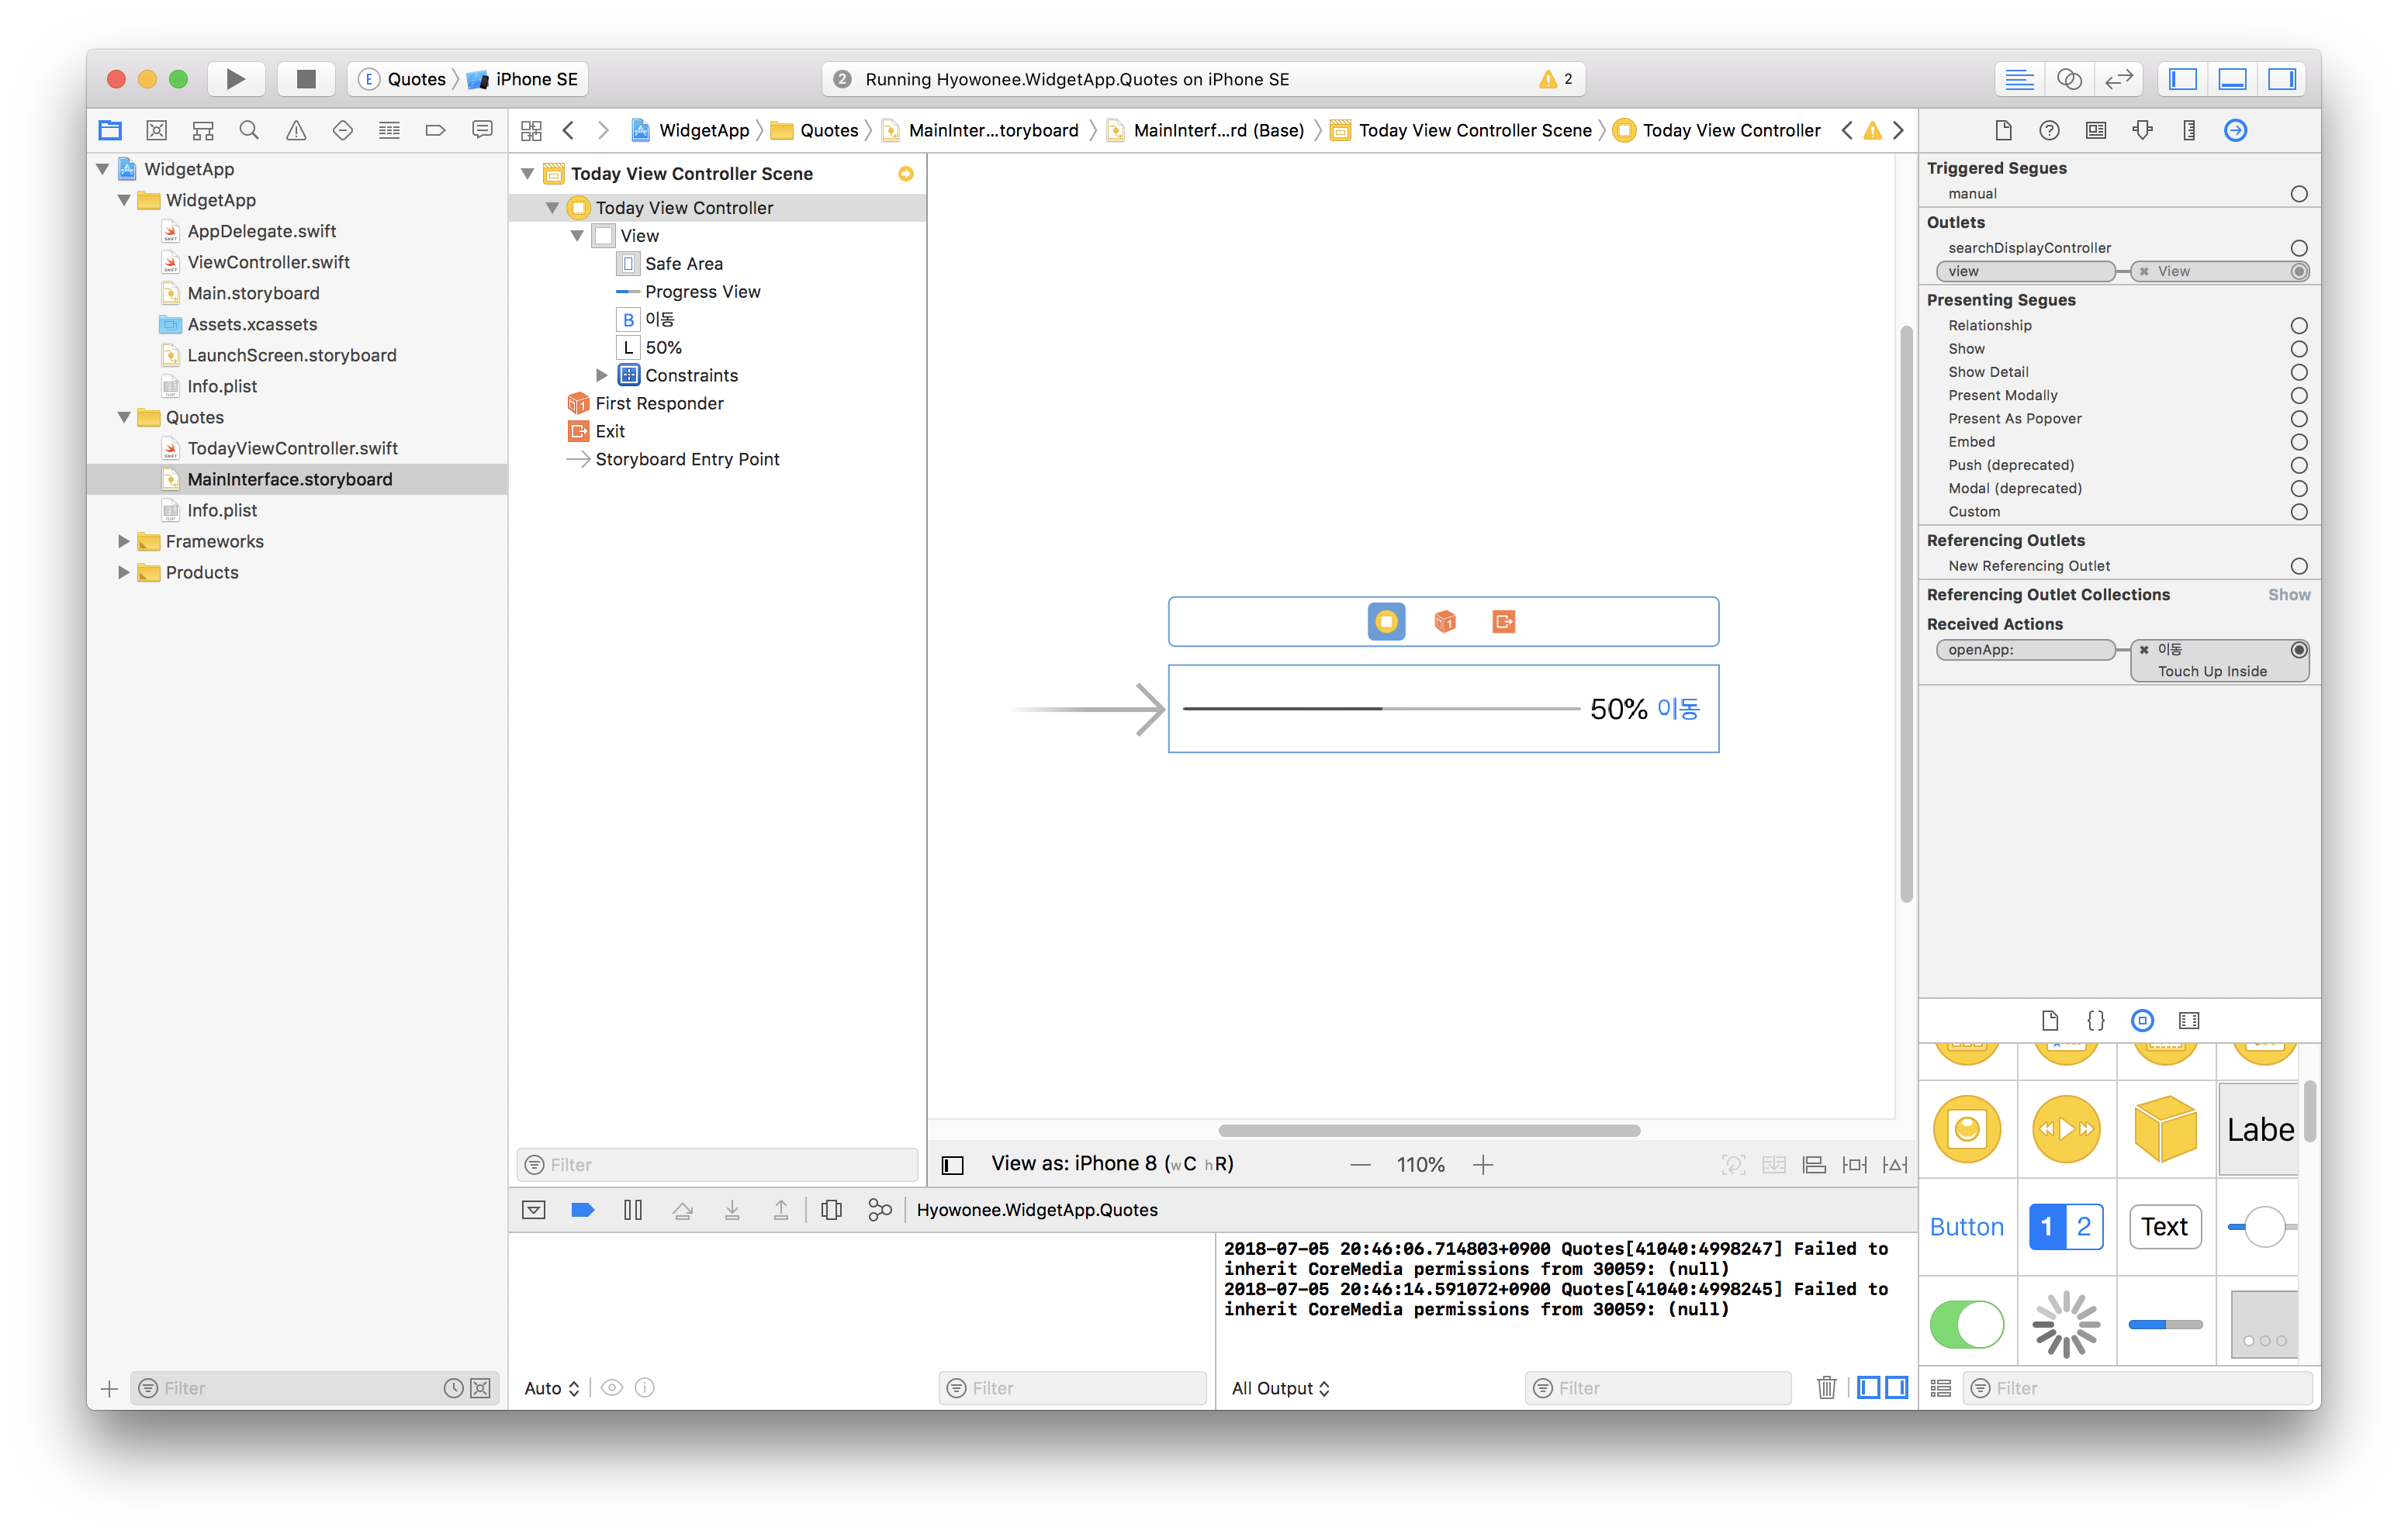 Quotes iPhone SE
2 Running Hyowonee.WidgetApp.Quotes on iPhone SE 2
WidgetApp Quotes MainInter...toryboard MainInterf...rd (Base) Today View Controller Scene Today View Controller
WidgetApp
WidgetApp
AppDelegate.swift
ViewController.swift
Main.storyboard
Assets.xcassets
LaunchScreen.storyboard
Info.plist
Quotes
TodayViewController.swift
MainInterface.storyboard
Info.plist
Frameworks
Products
Filter
Today View Controller Scene
Today View Controller
View
Safe Area
Progress View
B 이동
L 50%
Constraints
First Responder
Exit
Storyboard Entry Point
Filter
50% 이동
View as: iPhone 8 (wC hR)
110%
Hyowonee.WidgetApp.Quotes
2018-07-05 20:46:06.714803+0900 Quotes[41040:4998247] Failed to
inherit CoreMedia permissions from 30059: (null)
2018-07-05 20:46:14.591072+0900 Quotes[41040:4998245] Failed to
inherit CoreMedia permissions from 30059: (null)
Auto
Filter
All Output
Filter
Triggered Segues
manual
Outlets
searchDisplayController
view View
Presenting Segues
Relationship
Show
Show Detail
Present Modally
Present As Popover
Embed
Push (deprecated)
Modal (deprecated)
Custom
Referencing Outlets
New Referencing Outlet
Referencing Outlet Collections Show
Received Actions
openApp: 이동
Touch Up Inside
Labe
Button 1 2 Text
Filter